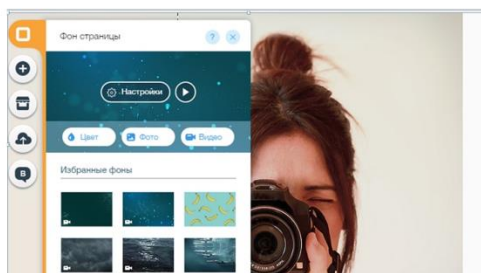 Фон страницы
?
Настройки
Цвет
Фото
Видео
Избранные фоны
B